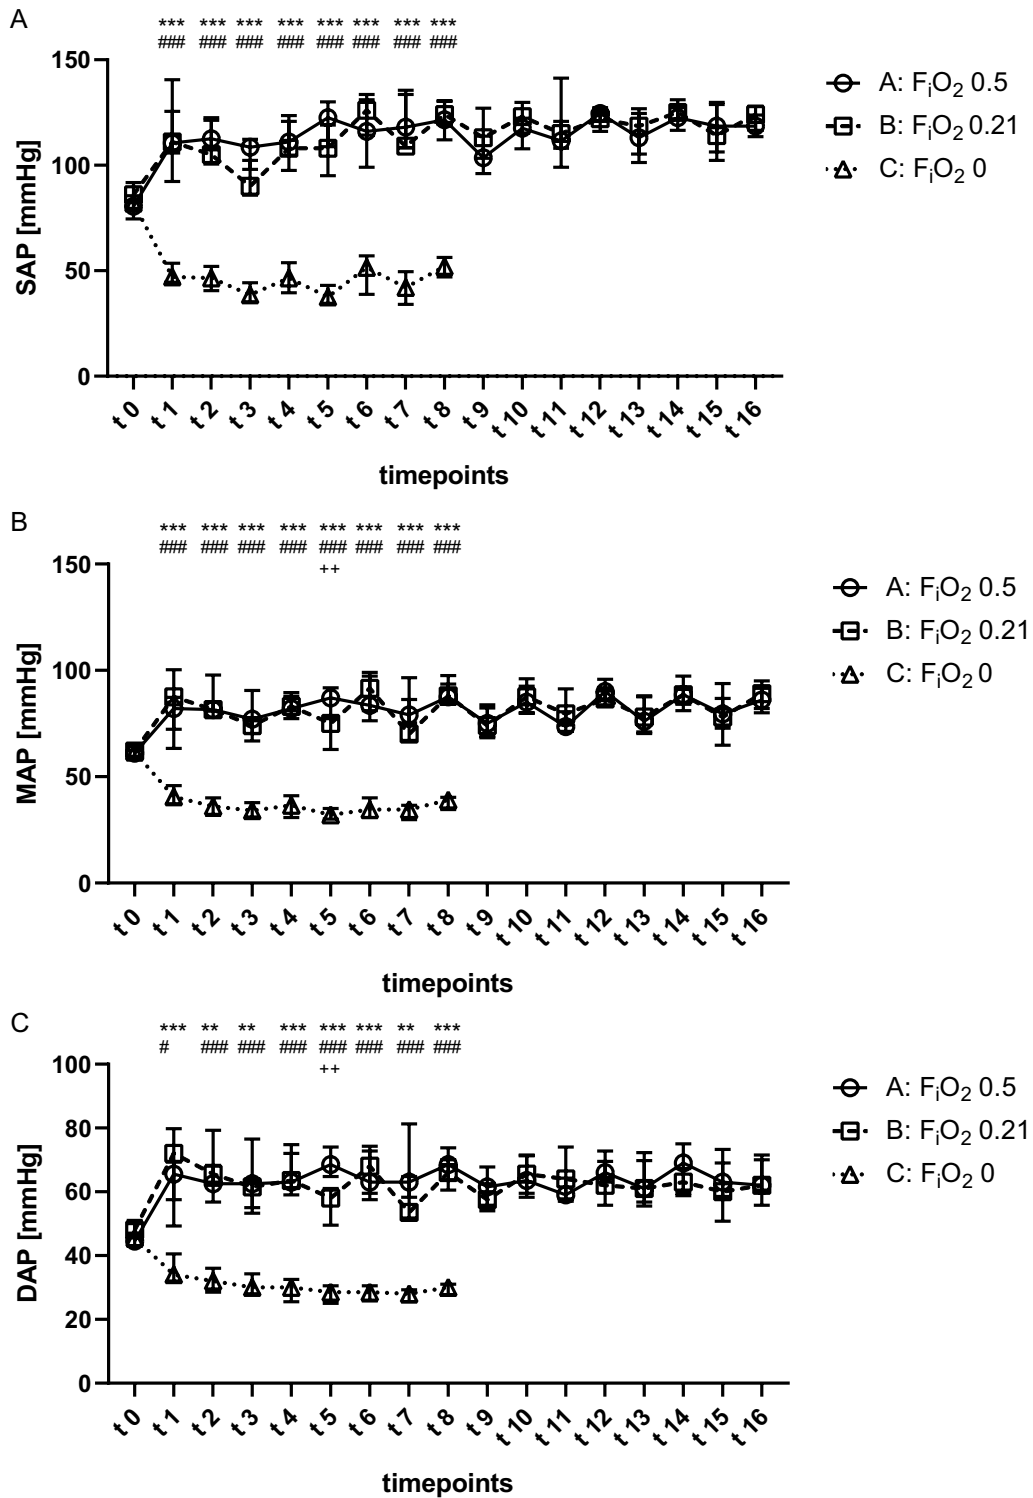 A
*** *** *** *** *** *** *** ***
### ### ### ### ### ### ### ###
150
100
50
0
SAP [mmHg]
t 0 t 1 t 2 t 3 t 4 t 5 t 6 t 7 t 8 t 9 t 10 t 11 t 12 t 13 t 14 t 15 t 16
timepoints
A: FiO2 0.5
B: FiO2 0.21
C: FiO2 0
B
*** *** *** *** *** *** *** ***
### ### ### ### ### ### ### ###
++
150
100
50
0
MAP [mmHg]
t 0 t 1 t 2 t 3 t 4 t 5 t 6 t 7 t 8 t 9 t 10 t 11 t 12 t 13 t 14 t 15 t 16
timepoints
A: FiO2 0.5
B: FiO2 0.21
C: FiO2 0
C
*** ** ** *** *** *** ** ***
# ### ### ### ### ### ### ###
++
100
80
60
40
20
0
DAP [mmHg]
t 0 t 1 t 2 t 3 t 4 t 5 t 6 t 7 t 8 t 9 t 10 t 11 t 12 t 13 t 14 t 15 t 16
timepoints
A: FiO2 0.5
B: FiO2 0.21
C: FiO2 0